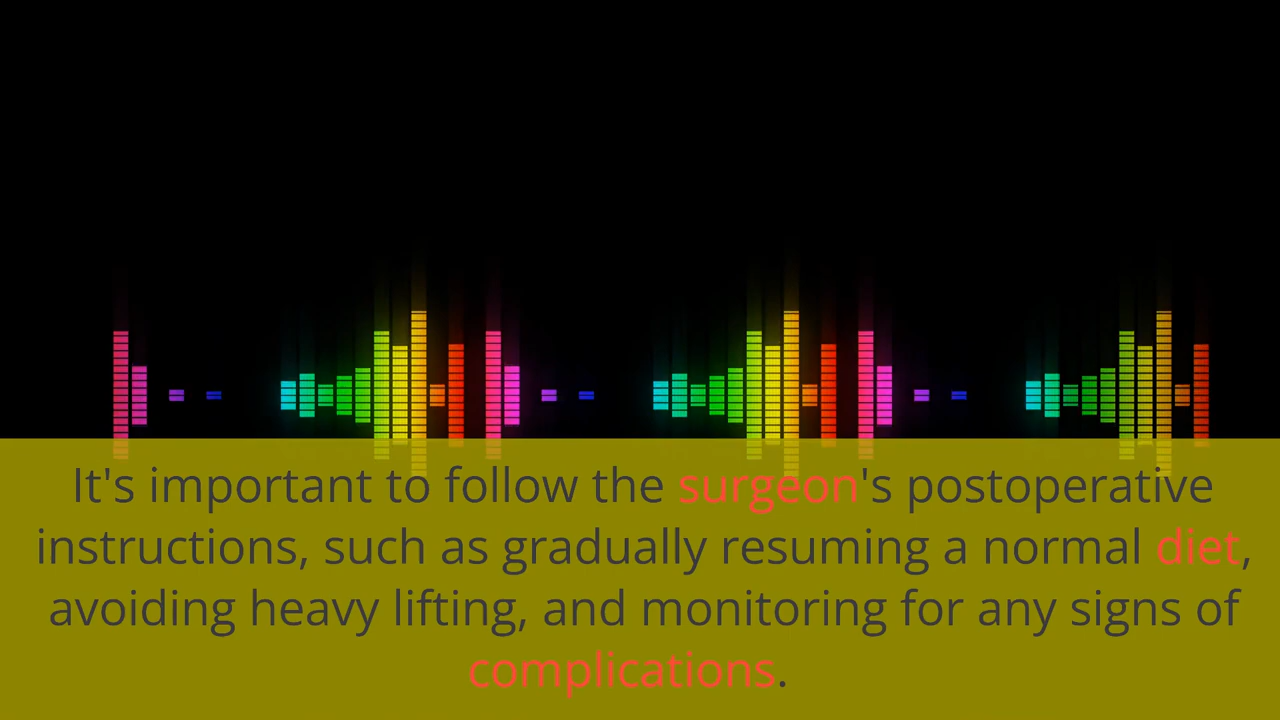 It's important to follow the surgeon's postoperative
instructions, such as gradually resuming a normal diet,
avoiding heavy lifting, and monitoring for any signs of
complications.